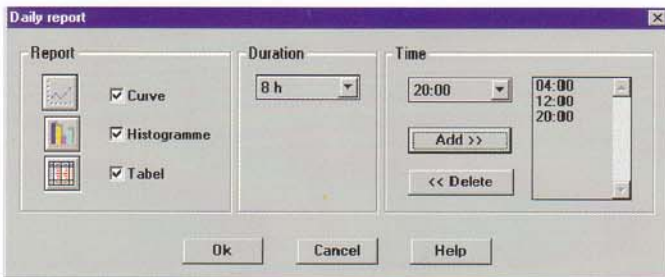 Daily report
Report
Curve
Histogramme
Tabel
Duration
8 h
Time
20:00
Add >>
<< Delete
04:00
12:00
20:00
Ok
Cancel
Help